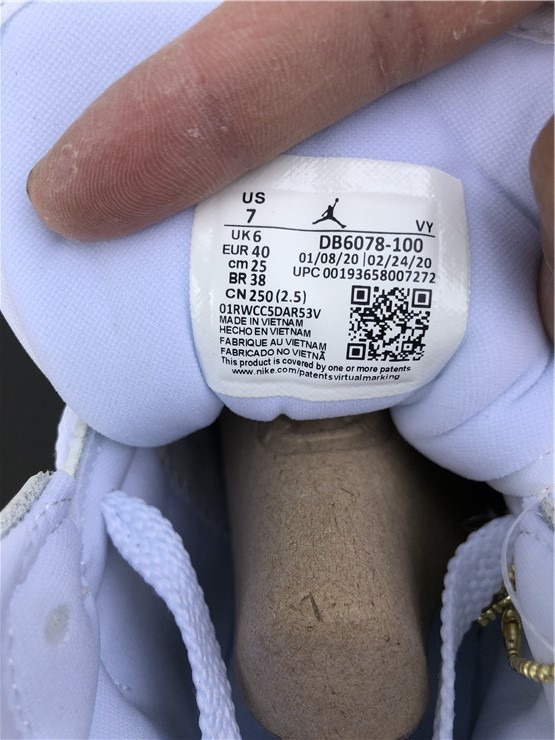 US
7
VY
UK 6
DB6078-100
EUR 40
01/08/20 |02/24/20
cm 25
UPC 00193658007272
BR 38
CN 250 (2.5)
01RWCC5DAR53V
MADE IN VIETNAM
HECHO EN VIETNAM
FABRIQUE AU VIETNAM
FABRICADO NO VIETNÃ
This product is covered by one or more patents
www.nike.com/patentsvirtualmarking